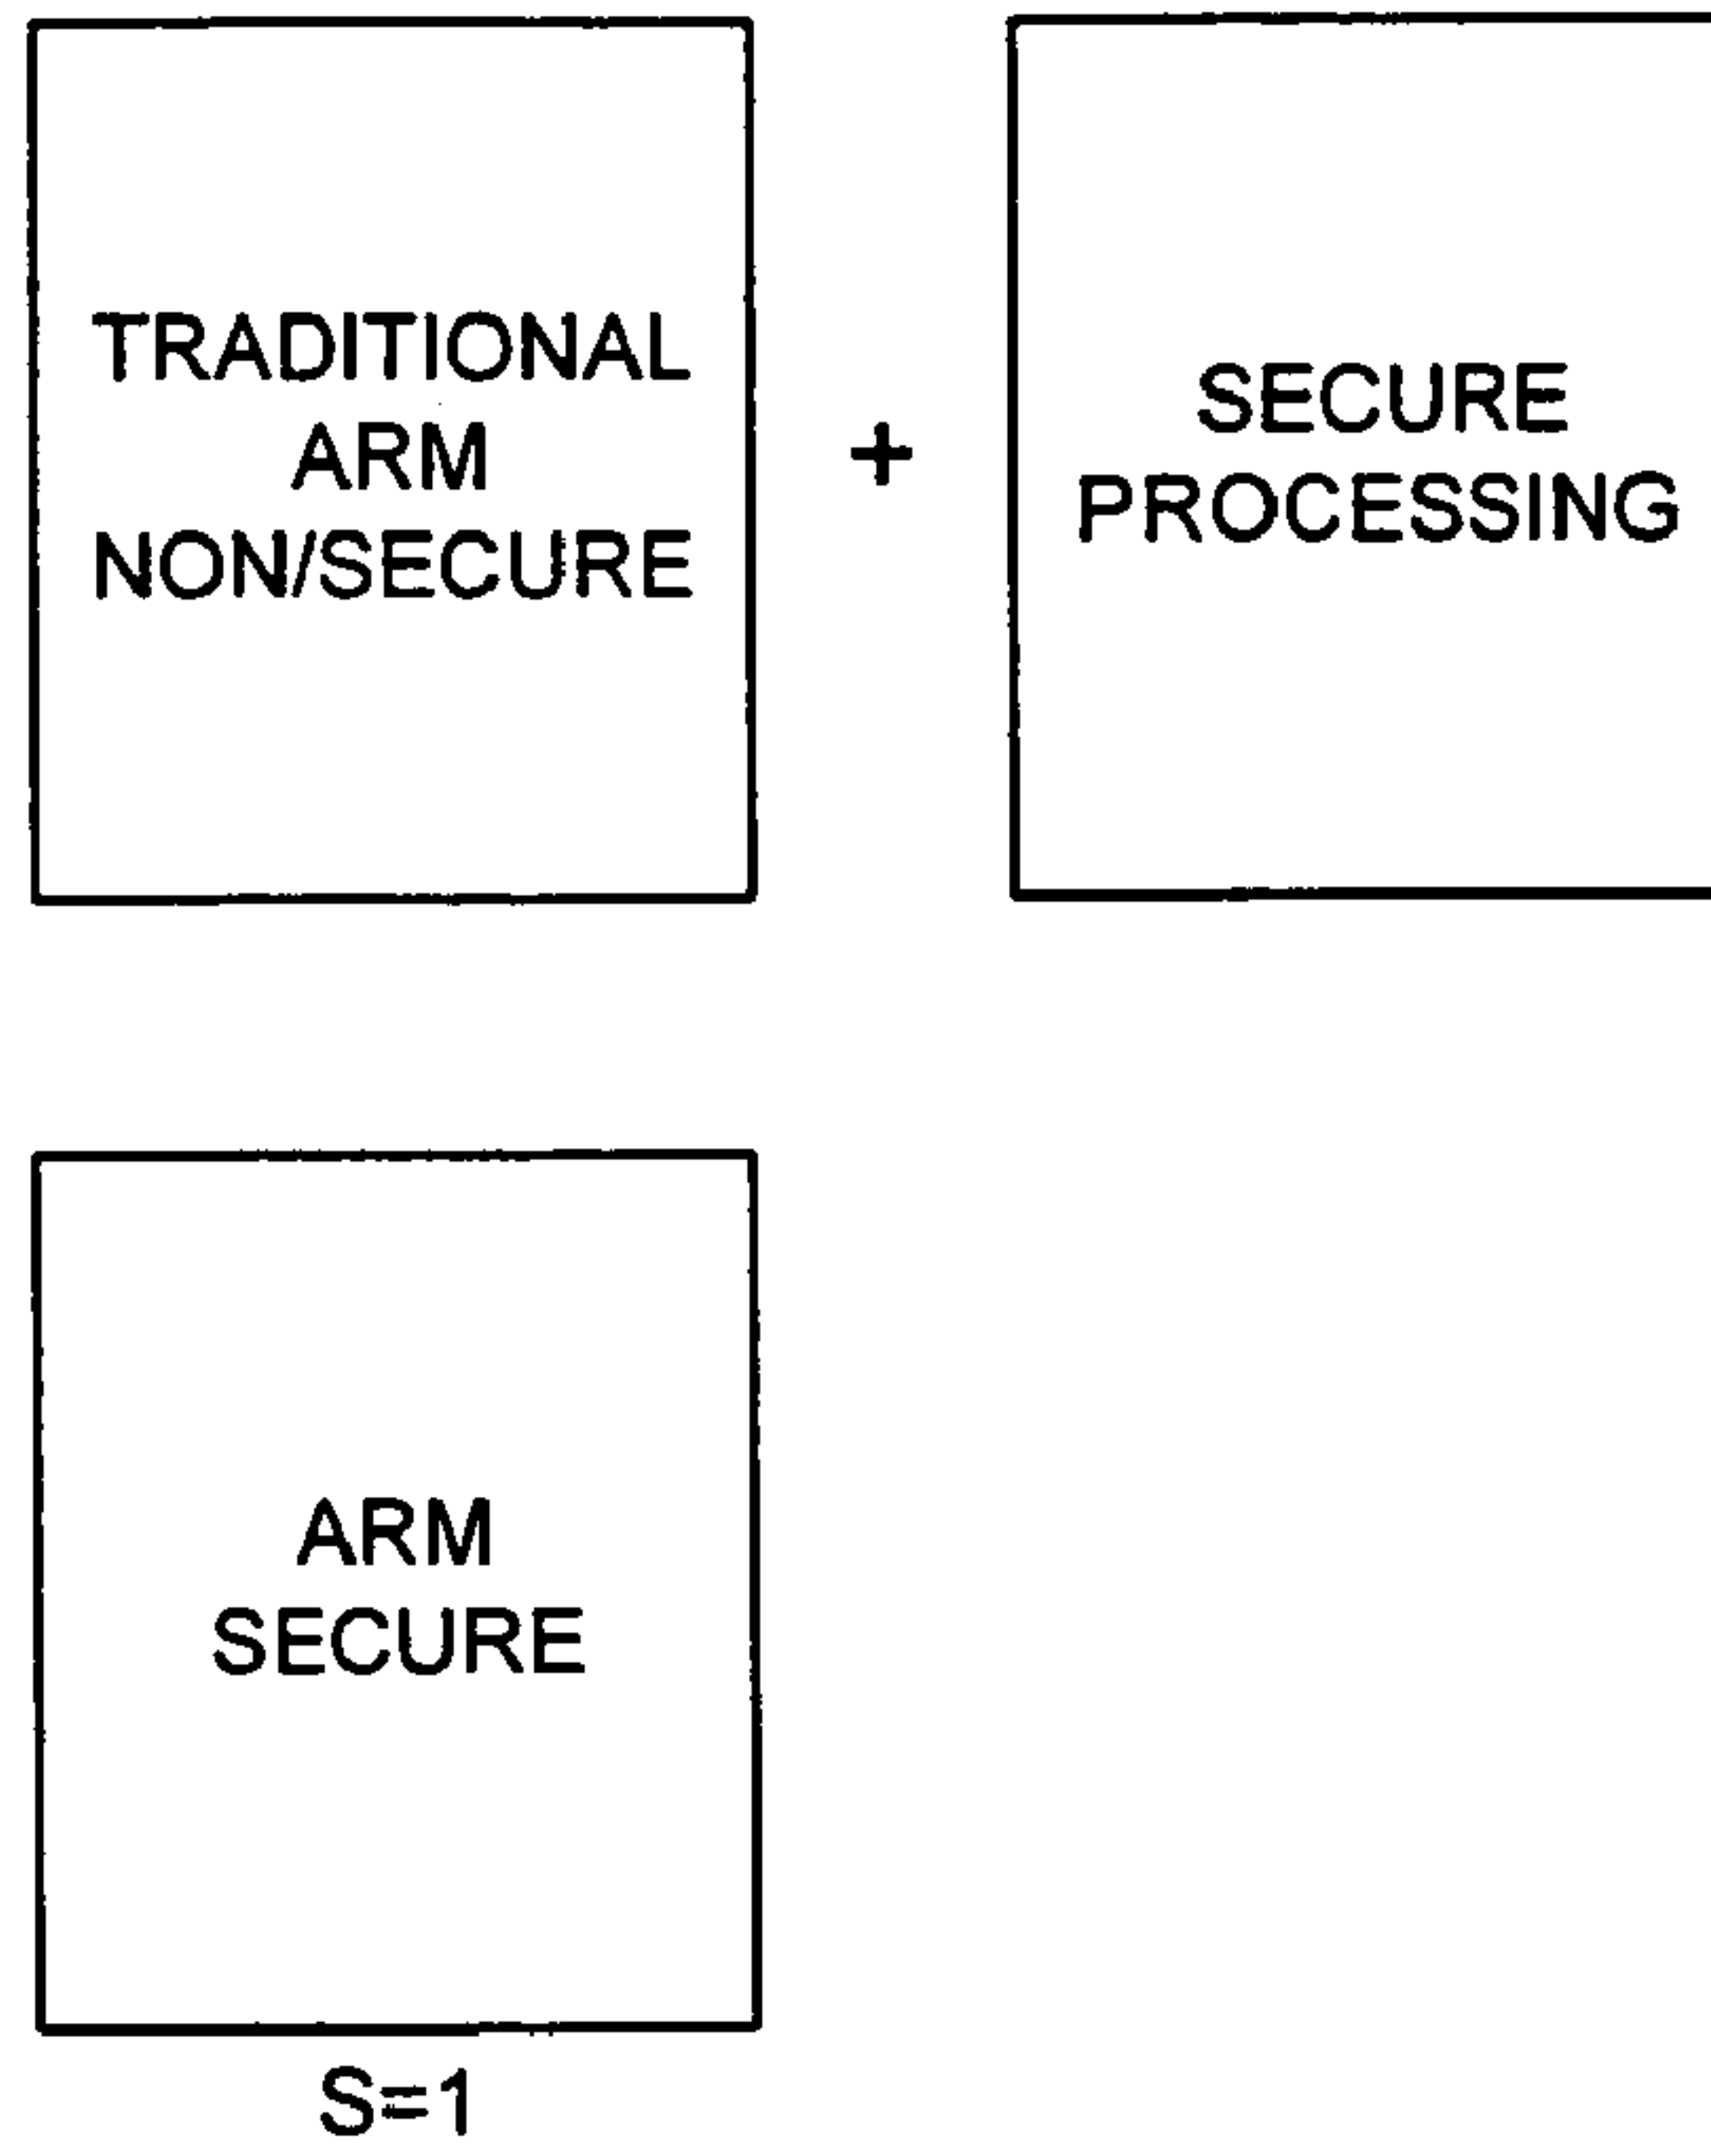 TRADITIONAL
ARM
NON/SECURE
+
SECURE
PROCESSING
ARM
SECURE
S=1